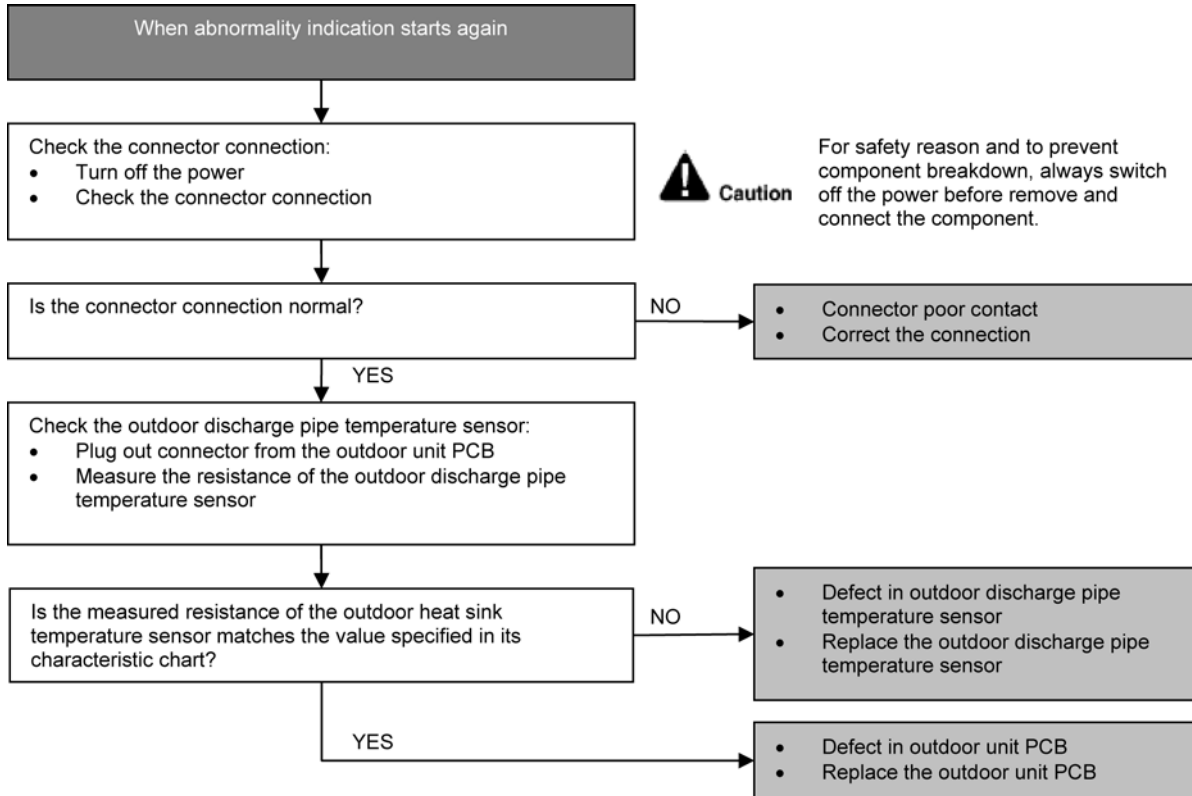 When abnormality indication starts again
Check the connector connection:
• Turn off the power
• Check the connector connection
Caution
For safety reason and to prevent
component breakdown, always switch
off the power before remove and
connect the component.
Is the connector connection normal?
NO
• Connector poor contact
• Correct the connection
YES
Check the outdoor discharge pipe temperature sensor:
• Plug out connector from the outdoor unit PCB
• Measure the resistance of the outdoor discharge pipe
temperature sensor
Is the measured resistance of the outdoor heat sink
temperature sensor matches the value specified in its
characteristic chart?
NO
• Defect in outdoor discharge pipe
temperature sensor
• Replace the outdoor discharge pipe
temperature sensor
YES
• Defect in outdoor unit PCB
• Replace the outdoor unit PCB